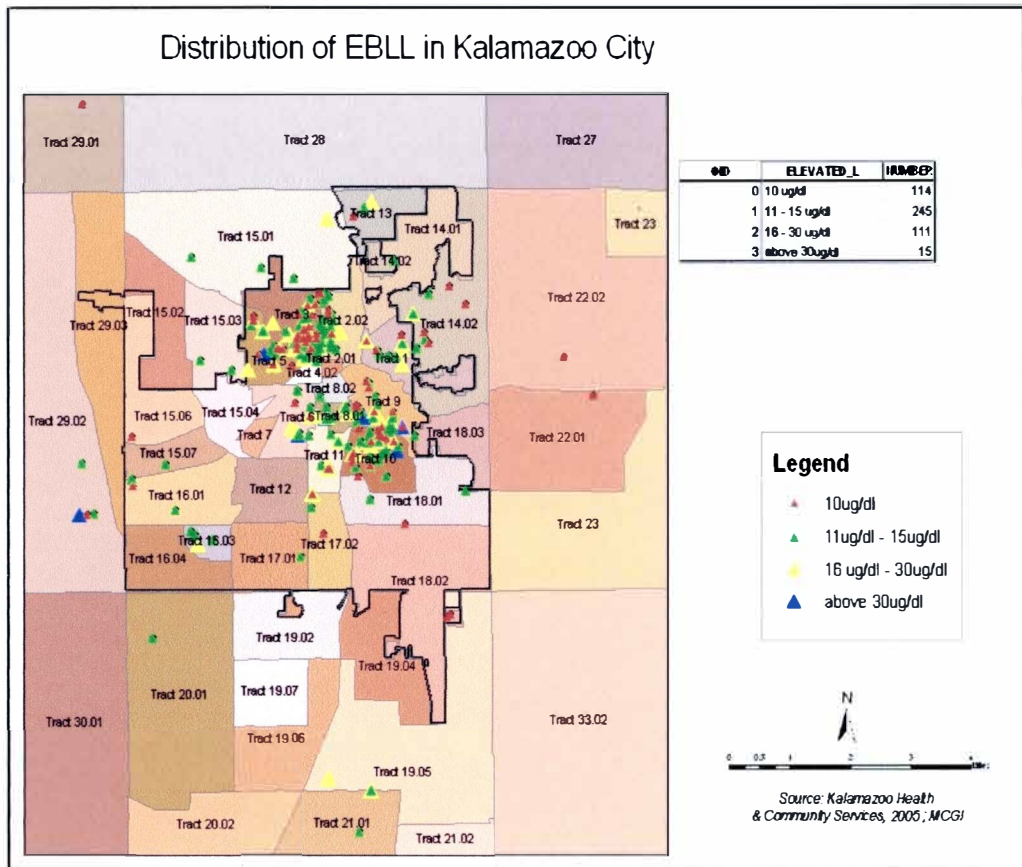 Distribution of EBLL in Kalamazoo City
Tract 29.01
Tract 28
Tract 27
Tract 13
Tract 14.01
Tract 23
Tract 15.01
Tract 14.02
Tract 22.02
Tract 15.02
Tract 29.03
Tract 15.03
Tract 3
Tract 2.02
Tract 14.02
Tract 5
Tract 2.01
Tract 1
Tract 4.02
Tract 8.02
Tract 29.02
Tract 15.06
Tract 15.04
Tract 6
Tract 8.01
Tract 9
Tract 18.03
Tract 22.01
Tract 15.07
Tract 7
Tract 11
Tract 10
Tract 16.01
Tract 12
Tract 18.01
Tract 23
Tract 16.03
Tract 16.04
Tract 17.01
Tract 17.02
Tract 18.02
Tract 19.02
Tract 19.04
Tract 20.01
Tract 19.07
Tract 30.01
Tract 33.02
Tract 19.06
Tract 19.05
Tract 20.02
Tract 21.01
Tract 21.02
ELEVATED_L NUMBER
0 10 ug/dl 114
1 11 - 15 ug/dl 245
2 16 - 30 ug/dl 111
3 above 30ug/dl 15
Legend
10ug/dl
11ug/dl - 15ug/dl
16 ug/dl - 30ug/dl
above 30ug/dl
N
0 0.5 1 2 3 4
Source: Kalamazoo Health
& Community Services, 2005; MCGI